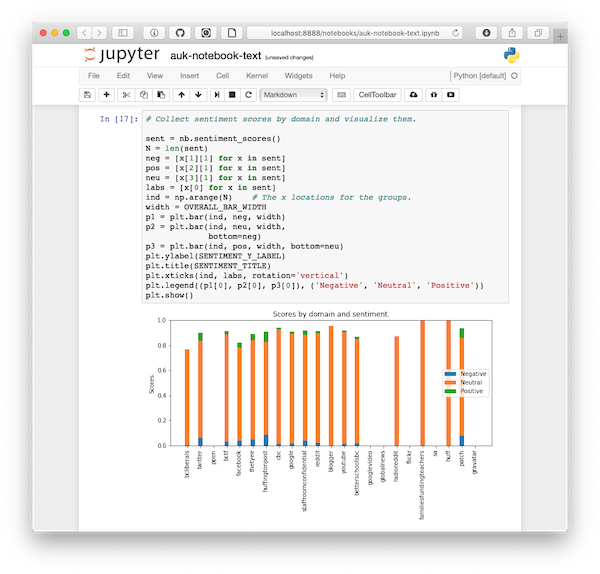 localhost:8888/notebooks/auk-notebook-text.ipynb
jupyter auk-notebook-text (unsaved changes)
File Edit View Insert Cell Kernel Widgets Help Python [default]
Markdown CellToolbar
In [17]: # Collect sentiment scores by domain and visualize them.
sent = nb.sentiment_scores()
N = len(sent)
neg = [x[1][1] for x in sent]
pos = [x[2][1] for x in sent]
neu = [x[3][1] for x in sent]
labs = [x[0] for x in sent]
ind = np.arange(N) # The x locations for the groups.
width = OVERALL_BAR_WIDTH
p1 = plt.bar(ind, neg, width)
p2 = plt.bar(ind, neu, width,
bottom=neg)
p3 = plt.bar(ind, pos, width, bottom=neu)
plt.ylabel(SENTIMENT_Y_LABEL)
plt.title(SENTIMENT_TITLE)
plt.xticks(ind, labs, rotation='vertical')
plt.legend((p1[0], p2[0], p3[0]), ('Negative', 'Neutral', 'Positive'))
plt.show()
Scores by domain and sentiment.
1.0
0.8
0.6
0.4
0.2
0.0
Scores
Negative
Neutral
Positive
bcliberals
twitter
ppen
bctf
facebook
thetyee
huffingtonpost
cbc
google
staffroomconfidential
reddit
blogger
youtube
betterschoolsbc
googlevideo
globalnews
radioreddit
flickr
familiesfundingteachers
sa
huff
patch
gravatar